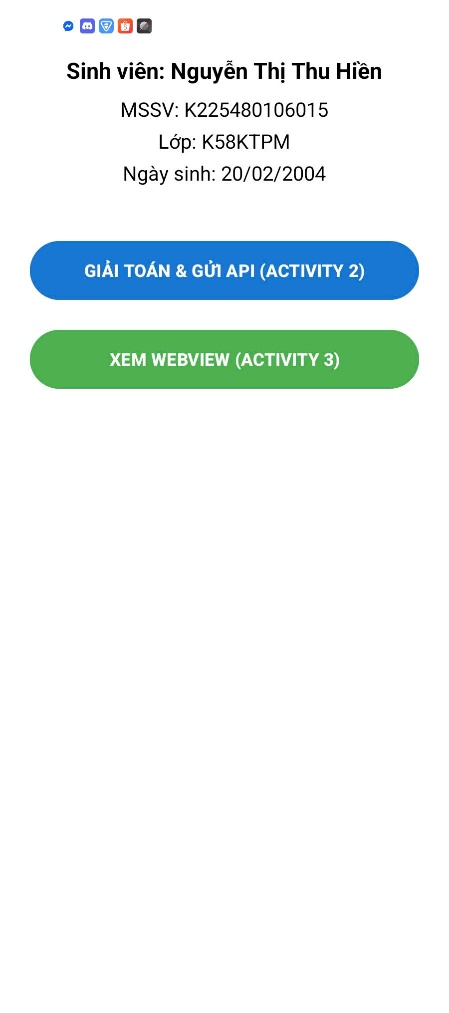 Sinh viên: Nguyễn Thị Thu Hiền
MSSV: K225480106015
Lớp: K58KTPM
Ngày sinh: 20/02/2004
GIẢI TOÁN & GỬI API (ACTIVITY 2)
XEM WEBVIEW (ACTIVITY 3)